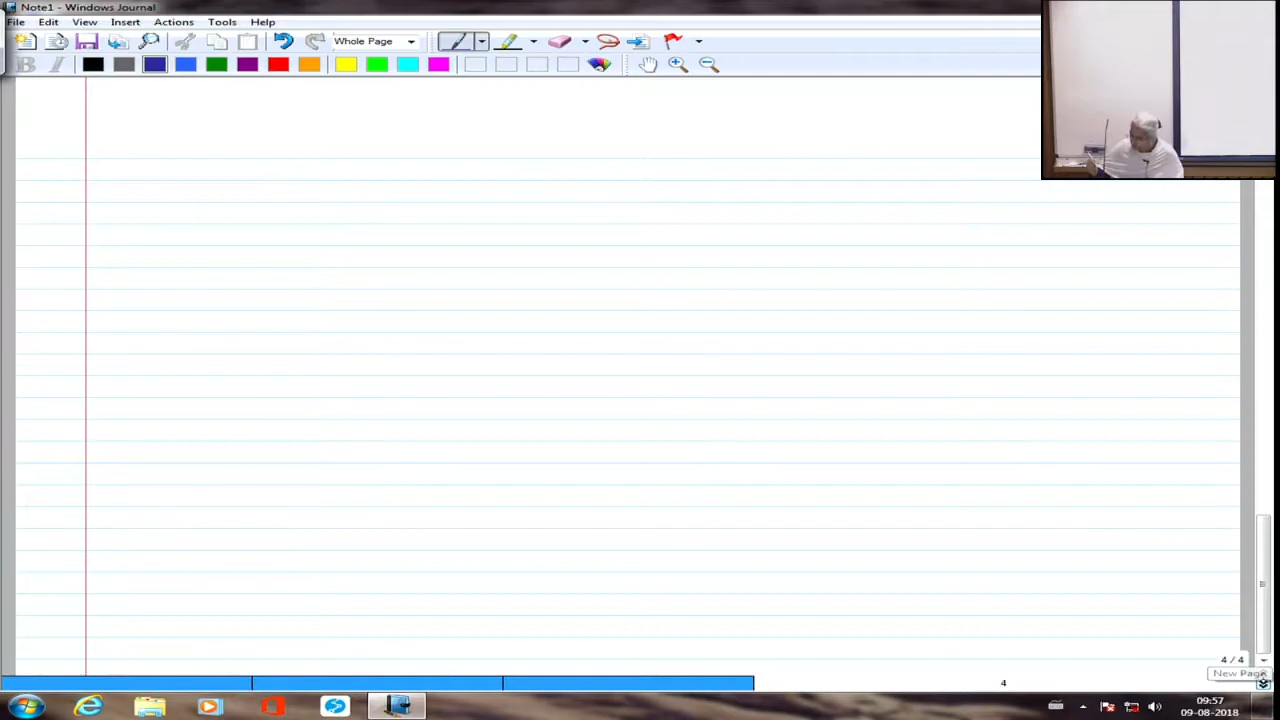 Note1 - Windows Journal
File Edit View Insert Actions Tools Help
Whole Page
B I
4 / 4
New Page
4
09:57
09-08-2018